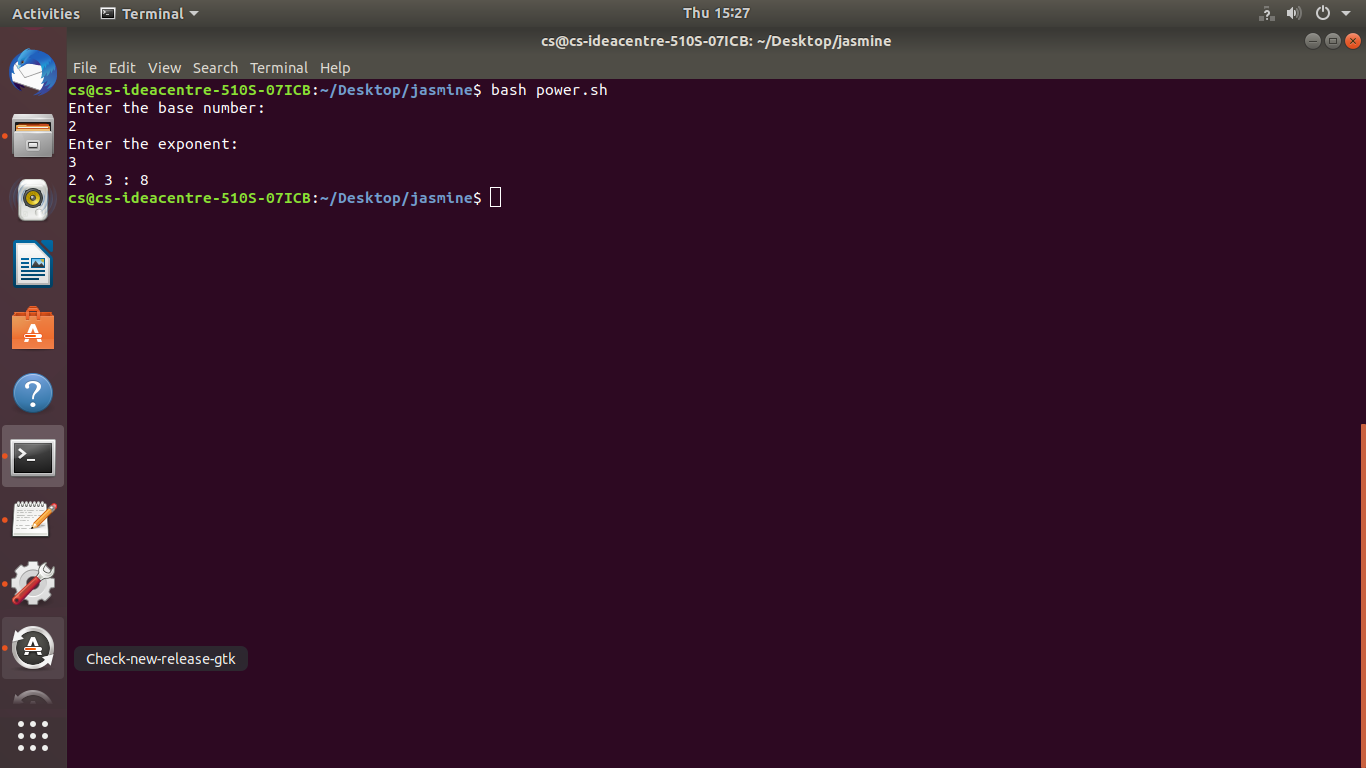 Activities Terminal Thu 15:27
cs@cs-ideacentre-510S-07ICB: ~/Desktop/jasmine
File Edit View Search Terminal Help
cs@cs-ideacentre-510S-07ICB:~/Desktop/jasmine$ bash power.sh
Enter the base number:
2
Enter the exponent:
3
2 ^ 3 : 8
cs@cs-ideacentre-510S-07ICB:~/Desktop/jasmine$
Check-new-release-gtk